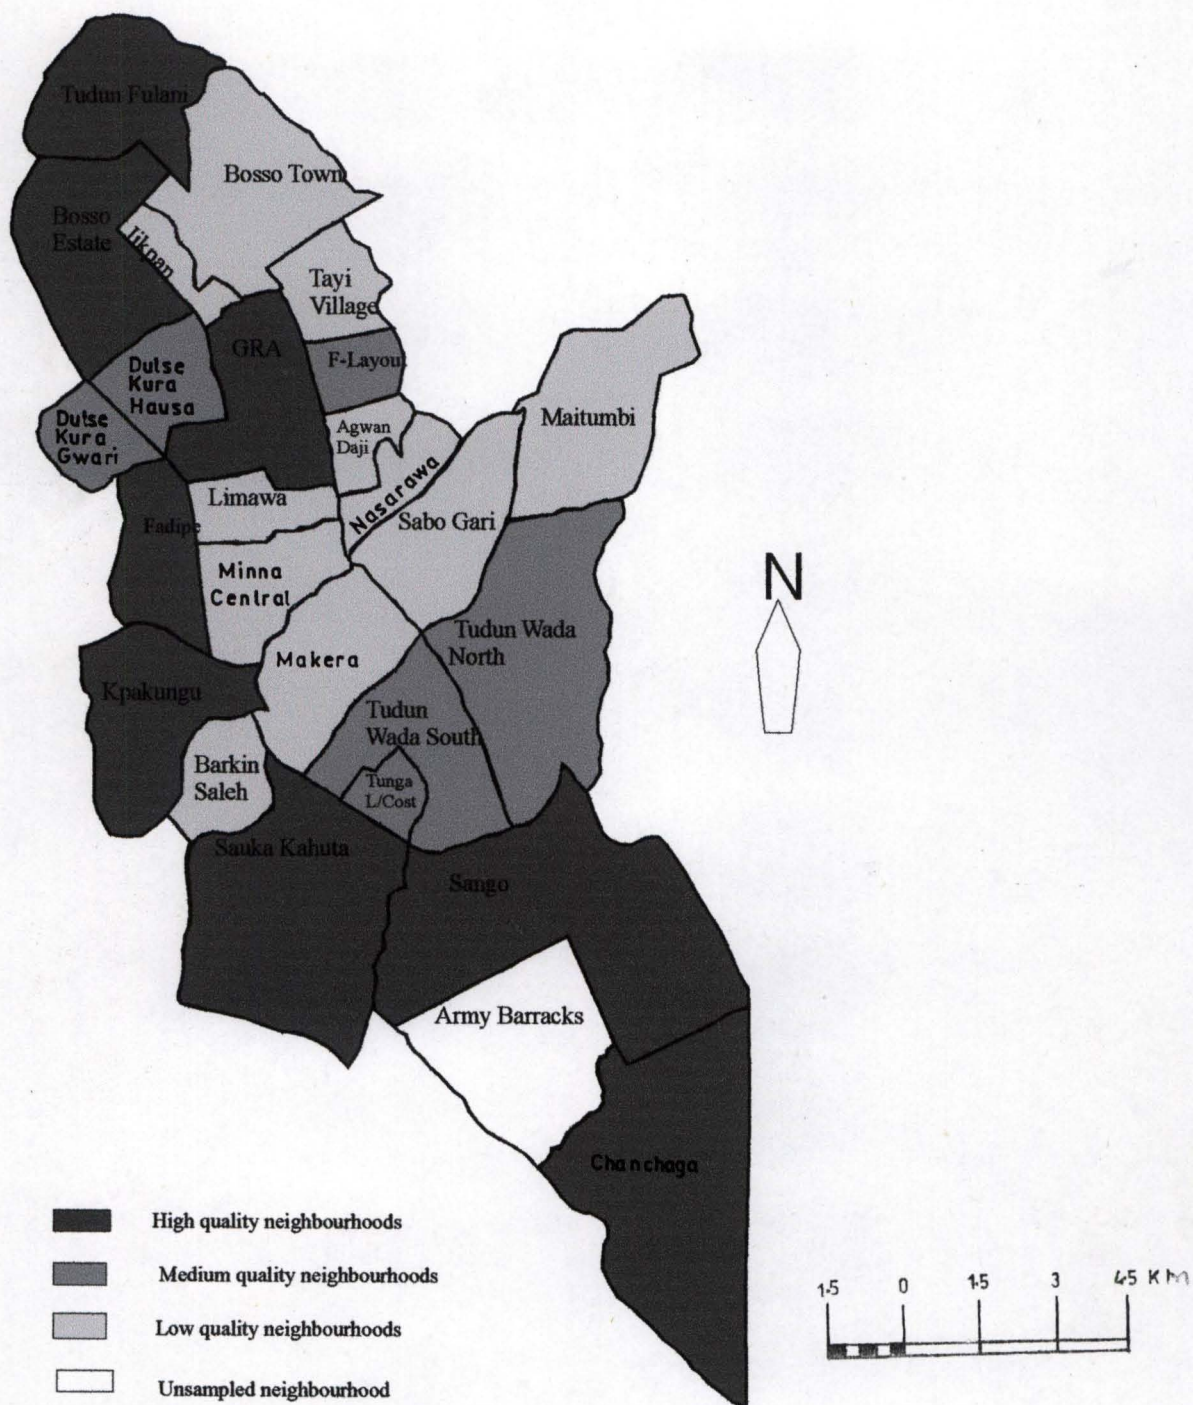 Tudun Fulani
Bosso Town
Bosso
Estate
Jikpan
Tayi
Village
GRA
F-Layout
Dutse
Kura
Hausa
Dutse
Kura
Gwari
Agwan
Daji
Maitumbi
Nasarawa
Limawa
Sabo Gari
Fadipe
Minna
Central
N
Tudun Wada
North
Makera
Kpakungu
Tudun
Wada South
Barkin
Saleh
Tunga
L/Cost
Sauka Kahuta
Sango
Army Barracks
Chanchaga
High quality neighbourhoods
Medium quality neighbourhoods
Low quality neighbourhoods
Unsampled neighbourhood
1·5 0 1·5 3 4·5 KM